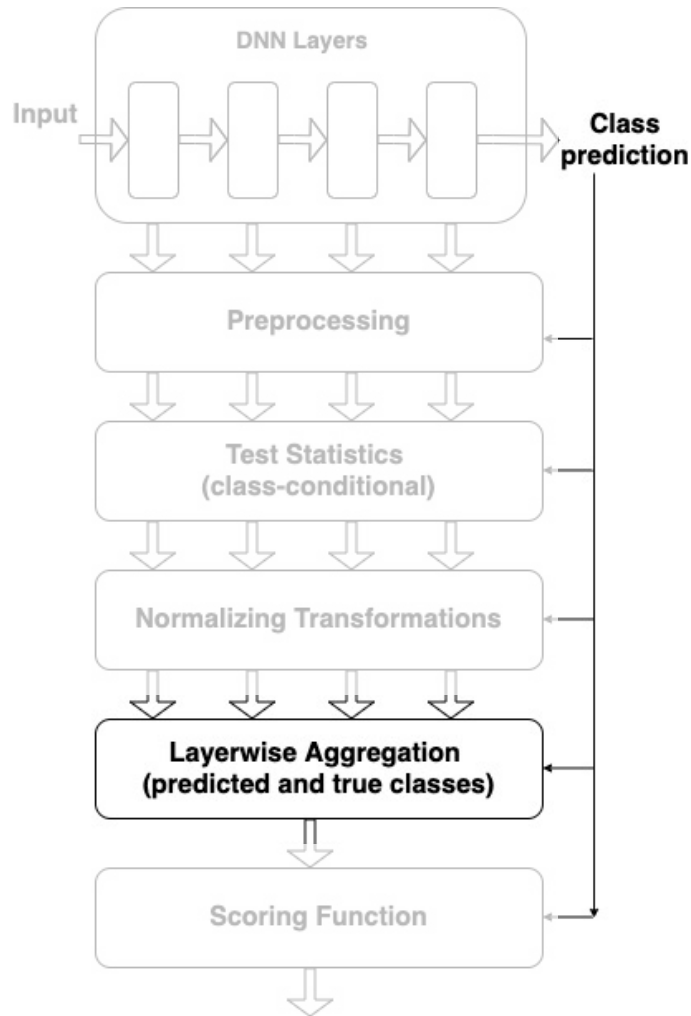 DNN Layers
Input
Class
prediction
Preprocessing
Test Statistics
(class-conditional)
Normalizing Transformations
Layerwise Aggregation
(predicted and true classes)
Scoring Function